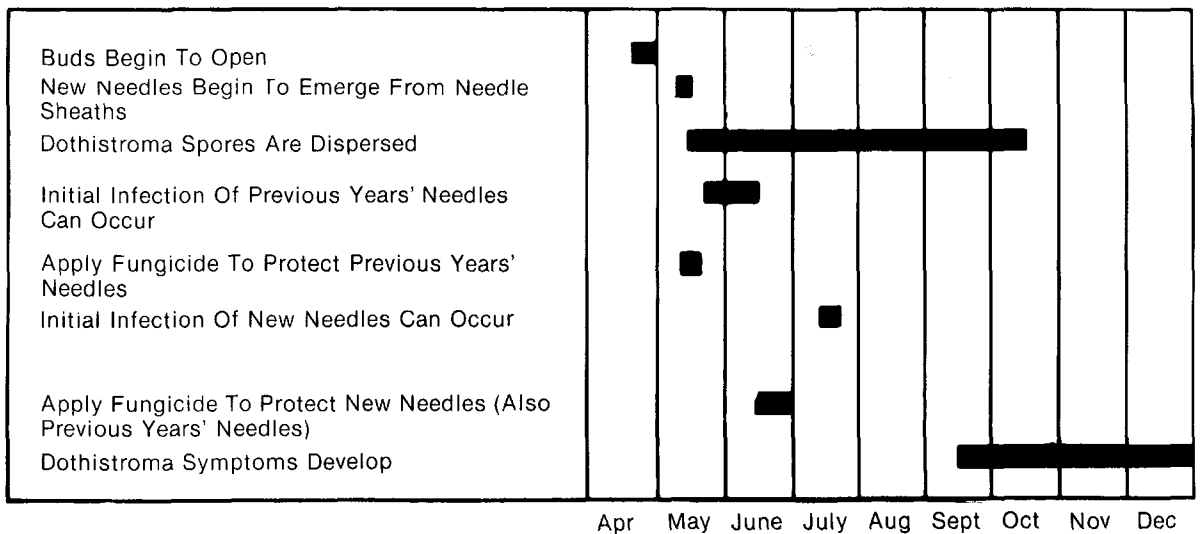 Buds Begin To Open
New Needles Begin To Emerge From Needle
Sheaths
Dothistroma Spores Are Dispersed
Initial Infection Of Previous Years' Needles
Can Occur
Apply Fungicide To Protect Previous Years'
Needles
Initial Infection Of New Needles Can Occur
Apply Fungicide To Protect New Needles (Also
Previous Years' Needles)
Dothistroma Symptoms Develop
Apr May June July Aug Sept Oct Nov Dec